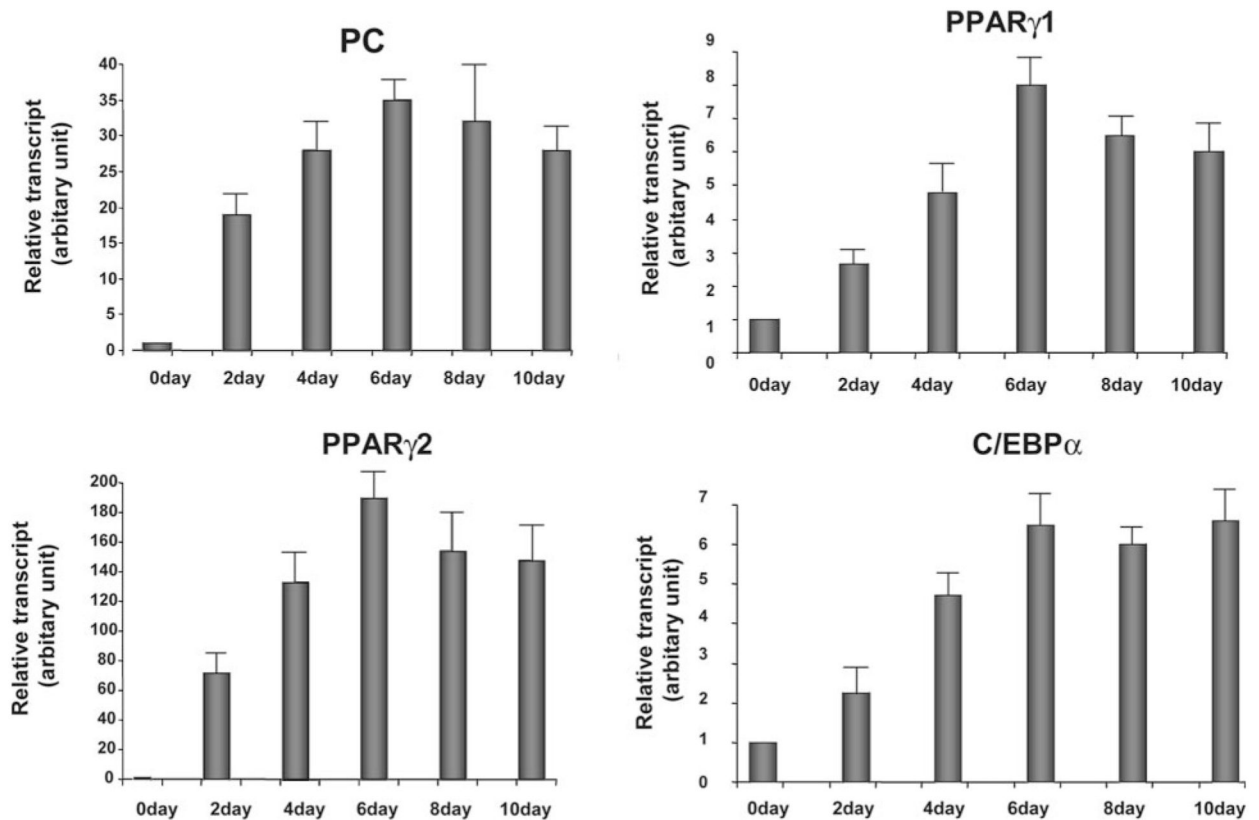 PC
Relative transcript
(arbitary unit)
40
35
30
25
20
15
10
5
0
0day 2day 4day 6day 8day 10day
PPARγ1
Relative transcript
(arbitary unit)
9
8
7
6
5
4
3
2
1
0
0day 2day 4day 6day 8day 10day
PPARγ2
Relative transcript
(arbitary unit)
200
180
160
140
120
100
80
60
40
20
0
0day 2day 4day 6day 8day 10day
C/EBPα
Relative transcript
(arbitary unit)
7
6
5
4
3
2
1
0
0day 2day 4day 6day 8day 10day